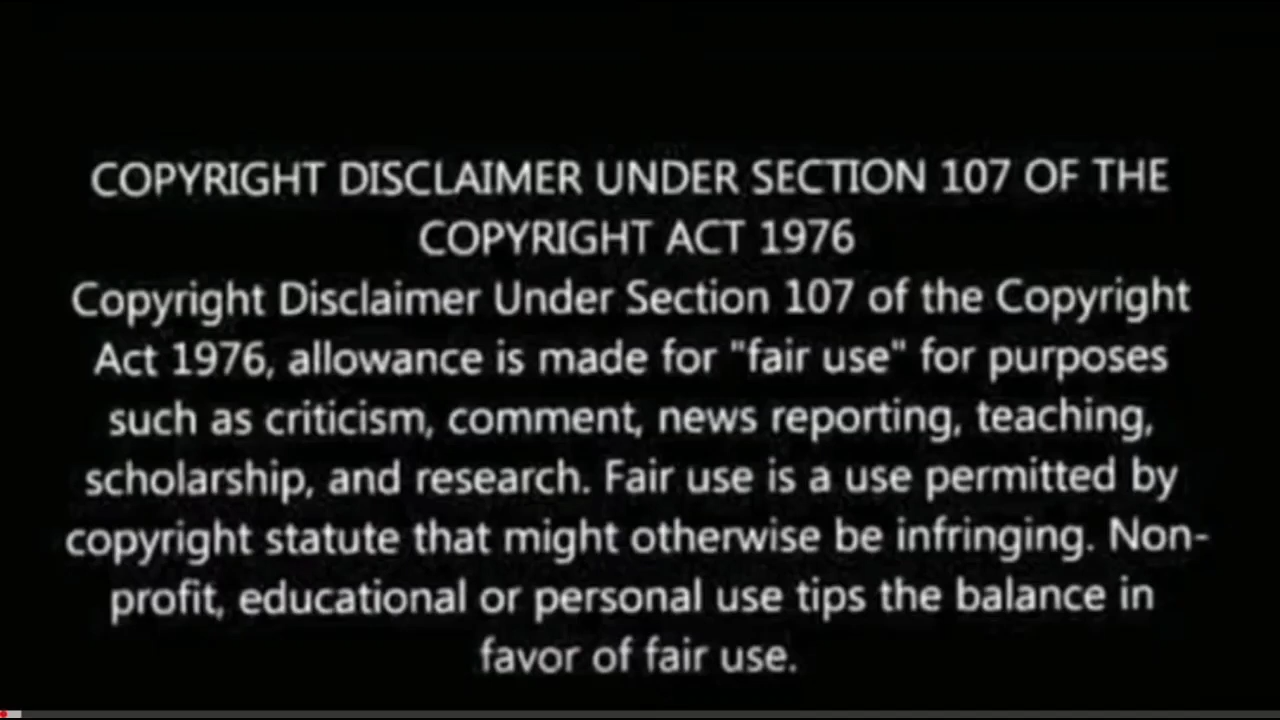 COPYRIGHT DISCLAIMER UNDER SECTION 107 OF THE
COPYRIGHT ACT 1976
Copyright Disclaimer Under Section 107 of the Copyright
Act 1976, allowance is made for "fair use" for purposes
such as criticism, comment, news reporting, teaching,
scholarship, and research. Fair use is a use permitted by
copyright statute that might otherwise be infringing. Non-
profit, educational or personal use tips the balance in
favor of fair use.